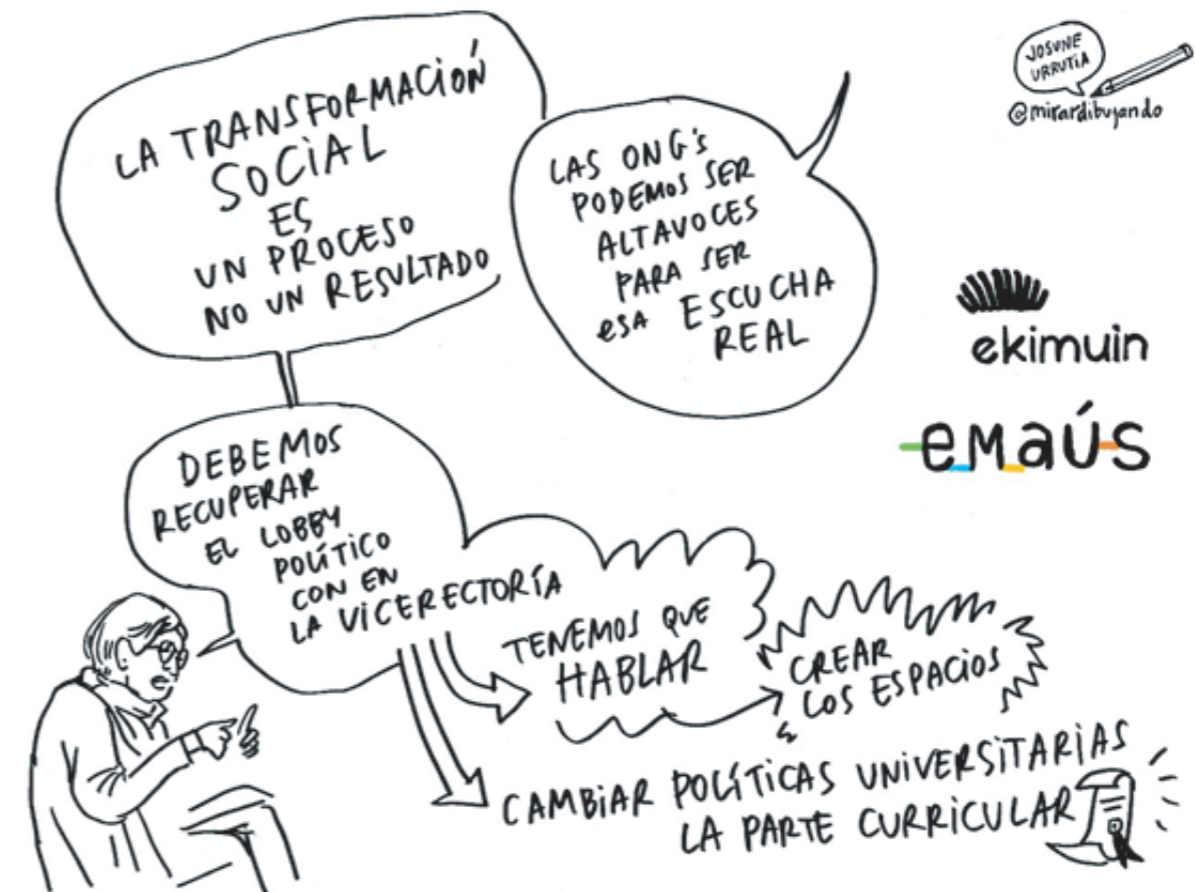 LA TRANSFORMACIÓN
SOCIAL
ES
UN PROCESO
NO UN RESULTADO
LAS ONG's
PODEMOS SER
ALTAVOCES
PARA SER
esa ESCUCHA
REAL
JOSUNE
URRUTIA
@mirardibujando
ekimuin
emaús
DEBEMOS
RECUPERAR
EL LOBBY
POLÍTICO
CON EN
LA VICERECTORÍA
TENEMOS QUE
HABLAR
CREAR
LOS ESPACIOS
CAMBIAR POLÍTICAS UNIVERSITARIAS
LA PARTE CURRICULAR